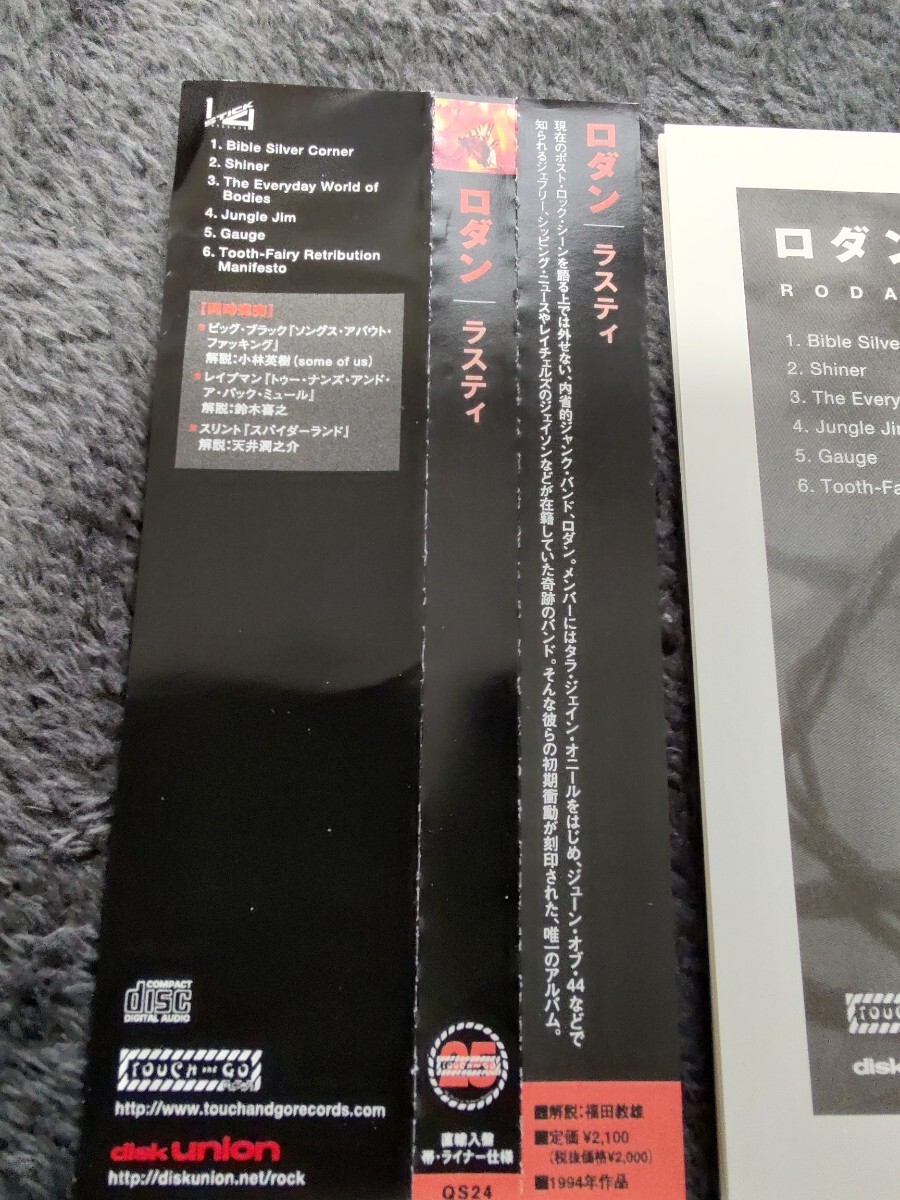 STICK
1. Bible Silver Corner
2. Shiner
3. The Everyday World of
Bodies
4. Jungle Jim
5. Gauge
6. Tooth-Fairy Retribution
Manifesto
【同時発売】
ビッグ・ブラック『ソングス・アバウト・
ファッキング』
解説:小林英樹(some of us)
レイプマン『トゥー・ナンズ・アンド・
ア・パック・ミュール』
解説:鈴木喜之
スリント『スパイダーランド』
解説:天井潤之介
COMPACT
disc
DIGITAL AUDIO
TOUCH AND GO
http://www.touchandgorecords.com
disk union
http://diskunion.net/rock
ロダン ラスティ
25
TOUCH AND GO
直輸入盤
帯・ライナー仕様
QS24
ロダン ラスティ
現在のポスト・ロック・シーンを語る上では外せない、内省的ジャンク・バンド、ロダン。メンバーにはタラ・ジェイン・オニールをはじめ、ジューン・オブ・44などで
知られるジェフリー、シッピング・ニュースやレイチェルズのジェイソンなどが在籍していた奇跡のバンド。そんな彼らの初期衝動が刻印された、唯一のアルバム。
■解説:福田教雄
■定価 ¥2,100
(税抜価格¥2,000)
■1994年作品
ロダン
RODA
1. Bible Silve
2. Shiner
3. The Every
4. Jungle Ji
5. Gauge
6. Tooth-Fa
TOUCH
disk